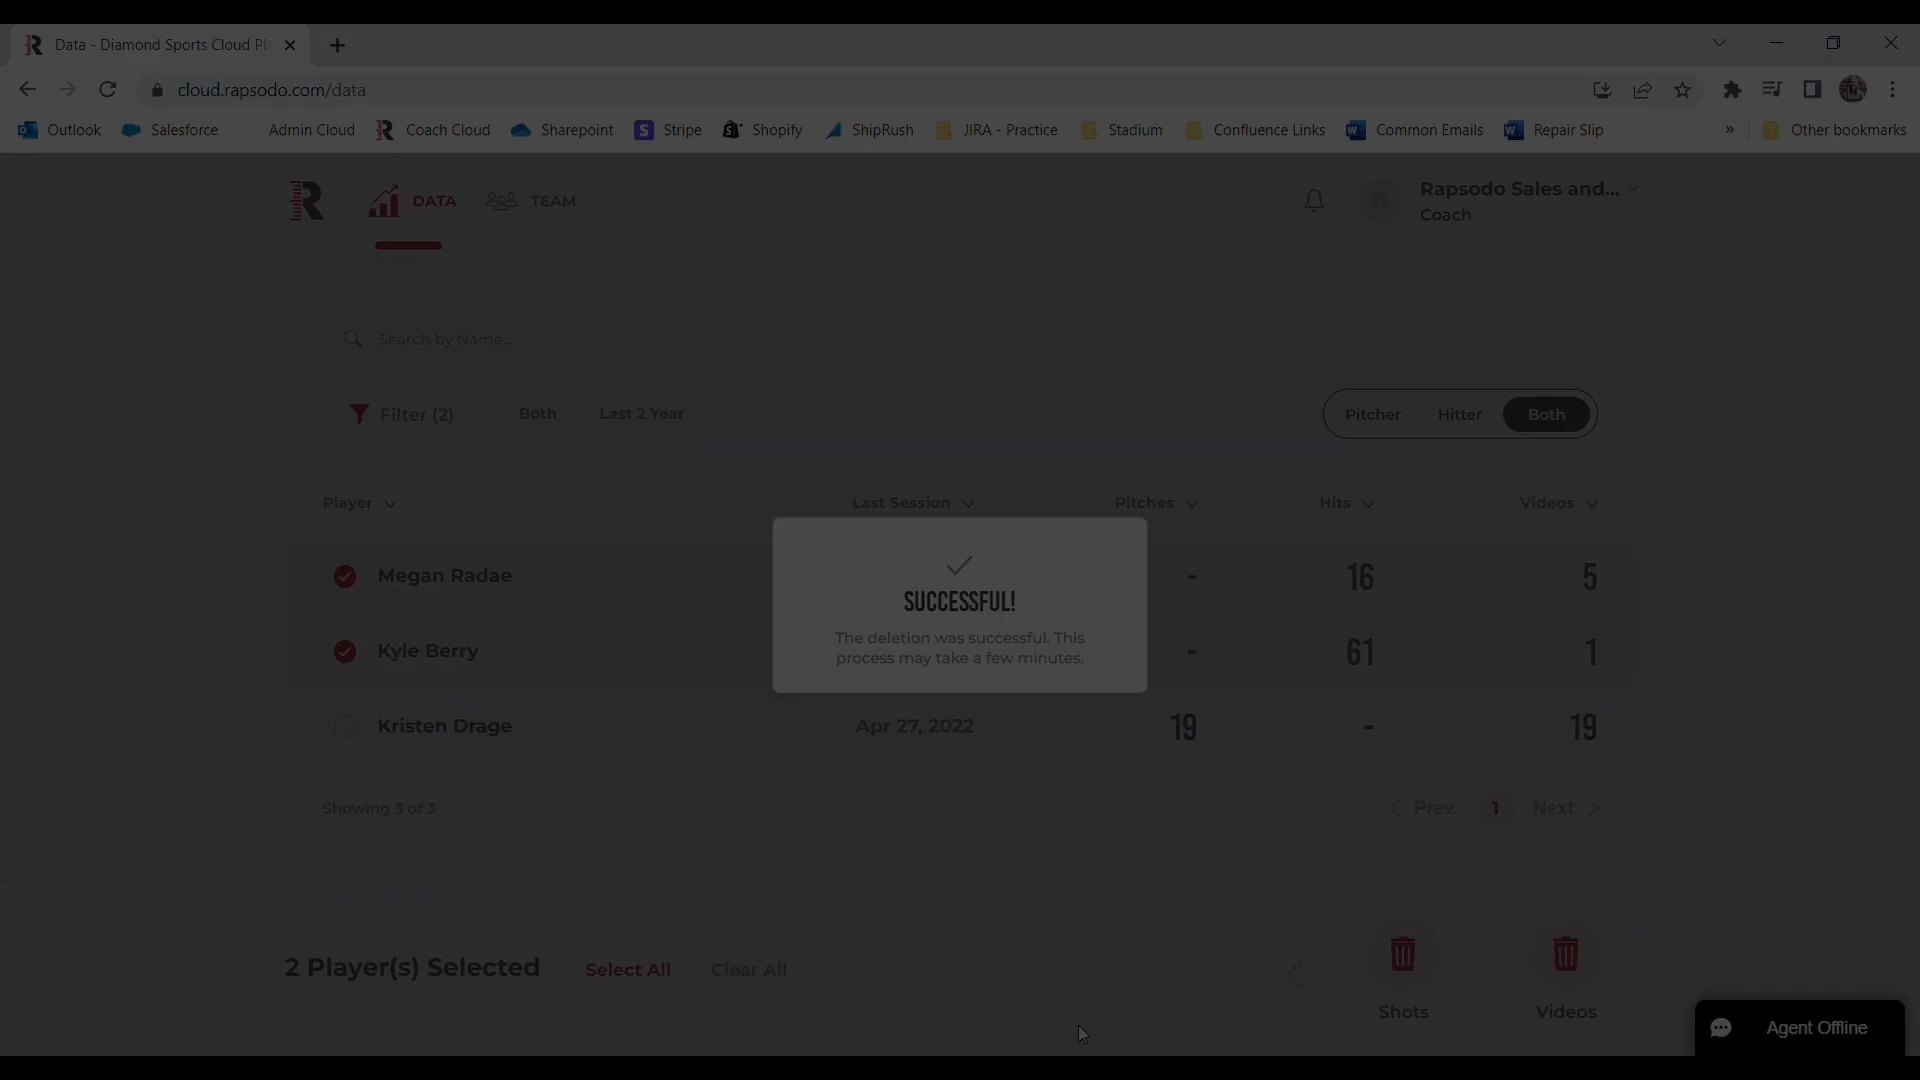 Data - Diamond Sports Cloud Pla
cloud.rapsodo.com/data
Outlook Salesforce Admin Cloud Coach Cloud Sharepoint Stripe Shopify ShipRush JIRA - Practice Stadium Confluence Links Common Emails Repair Slip » Other bookmarks
DATA TEAM
Rapsodo Sales and...
Coach
Search by Name...
Filter (2) Both Last 2 Year Pitcher Hitter Both
Player Last Session Pitches Hits Videos
Megan Radae - 16 5
Kyle Berry - 61 1
SUCCESSFUL!
The deletion was successful. This
process may take a few minutes.
Kristen Drage Apr 27, 2022 19 - 19
Showing 3 of 3 Prev. 1 Next
2 Player(s) Selected Select All Clear All
Shots Videos
Agent Offline